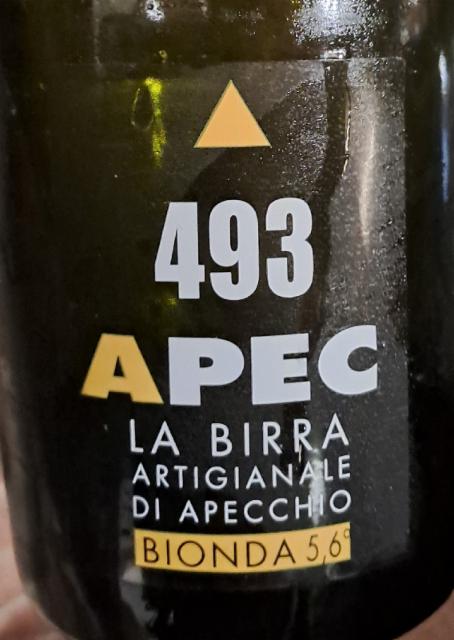 493
APEC
LA BIRRA
ARTIGIANALE
DI APECCHIO
BIONDA 5,6°